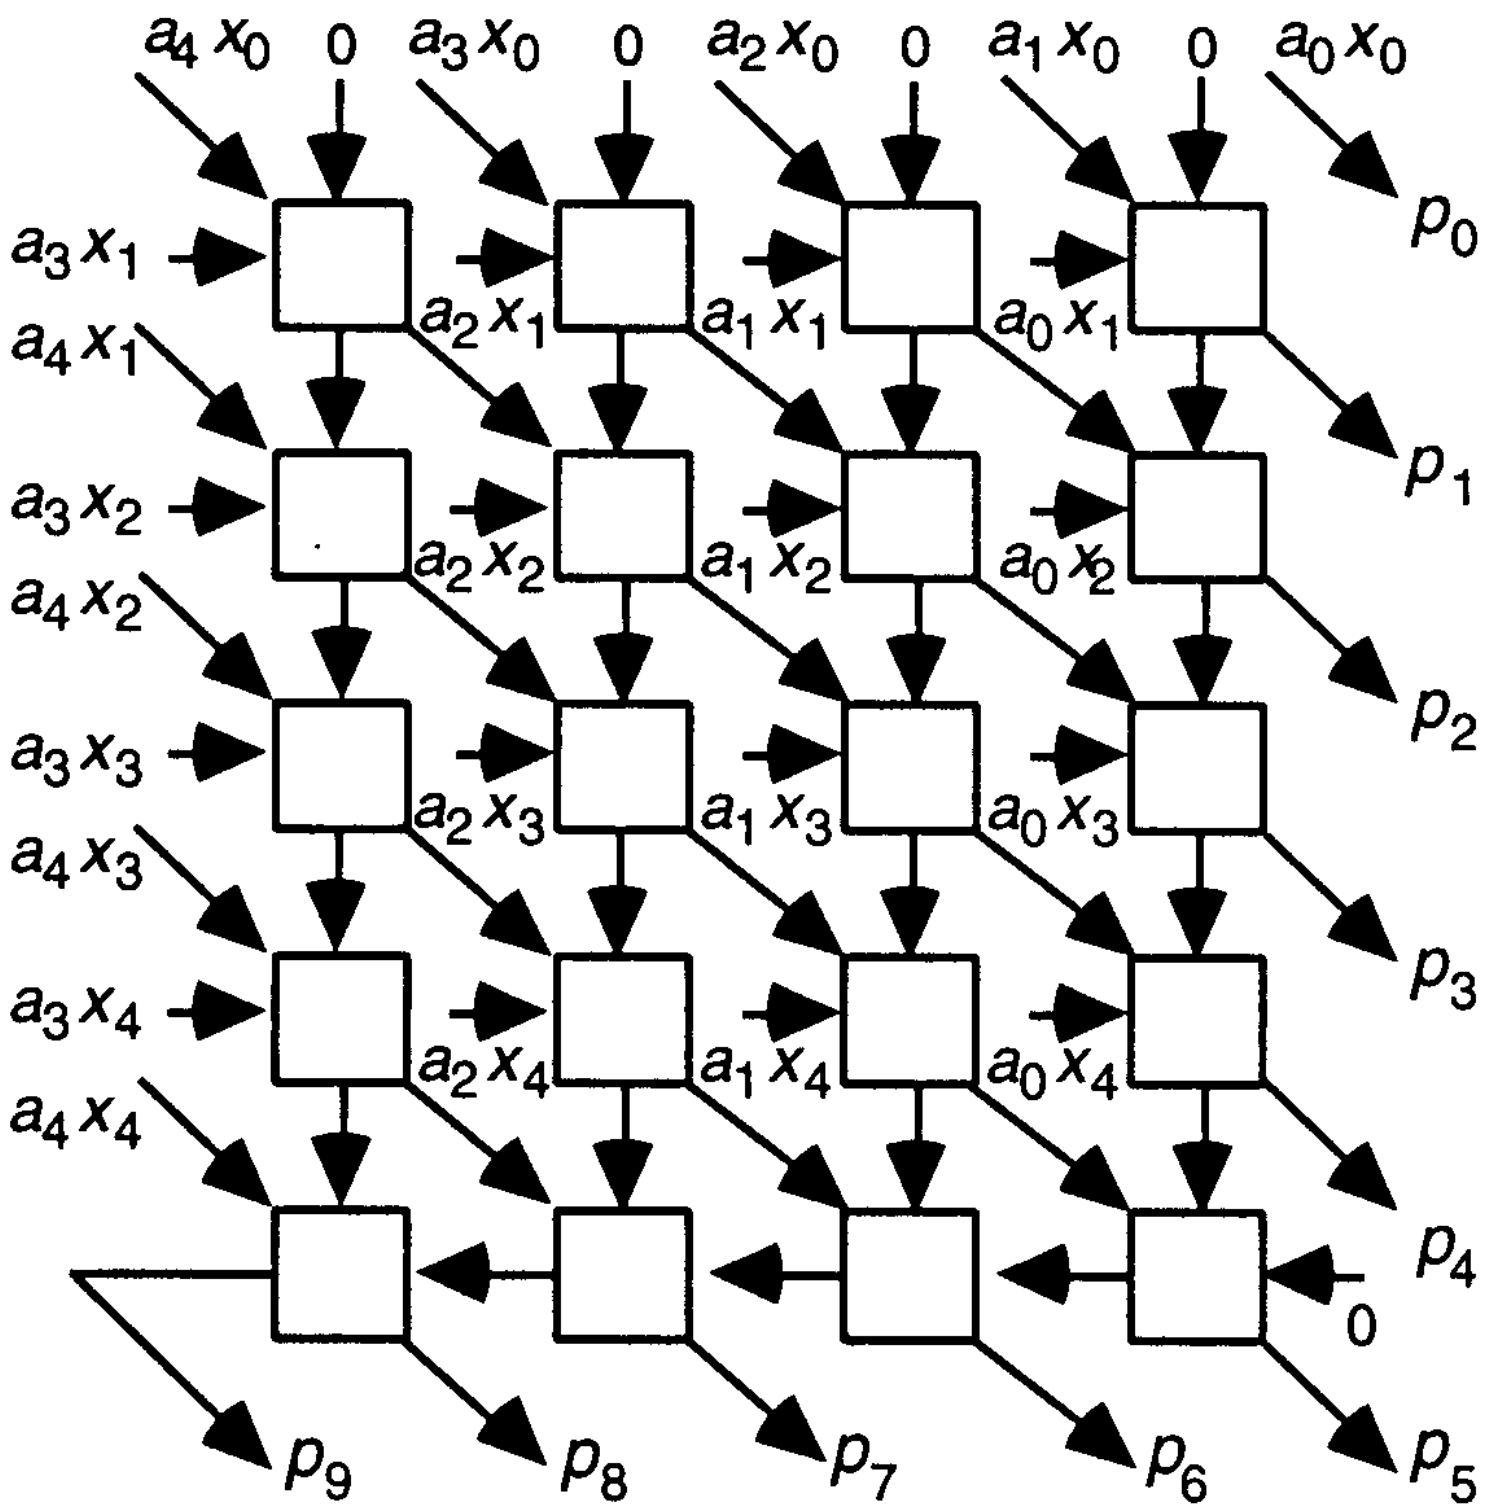 a4 x0 0 a3 x0 0 a2 x0 0 a1 x0 0 a0 x0
p0
a3 x1
a2 x1 a1 x1 a0 x1
a4 x1
p1
a3 x2
a2 x2 a1 x2 a0 x2
a4 x2
p2
a3 x3
a2 x3 a1 x3 a0 x3
a4 x3
p3
a3 x4
a2 x4 a1 x4 a0 x4
a4 x4
p4
0
p9 p8 p7 p6 p5